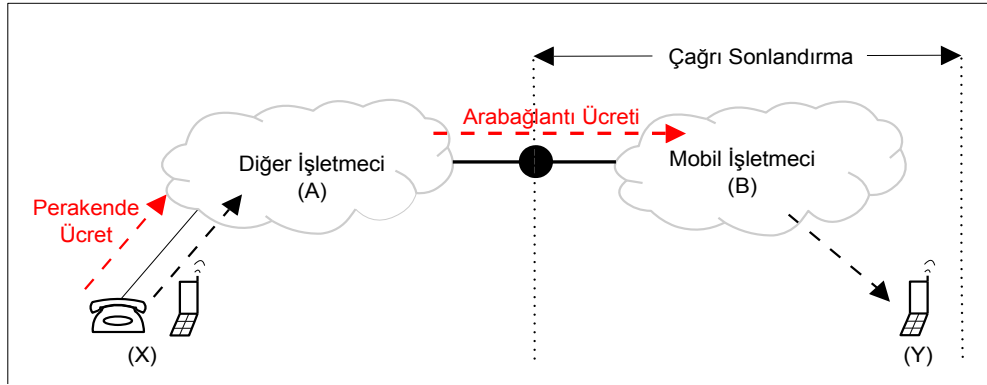 Çağrı Sonlandırma
Arabağlantı Ücreti
Diğer İşletmeci
(A)
Mobil İşletmeci
(B)
Perakende
Ücret
(X)
(Y)